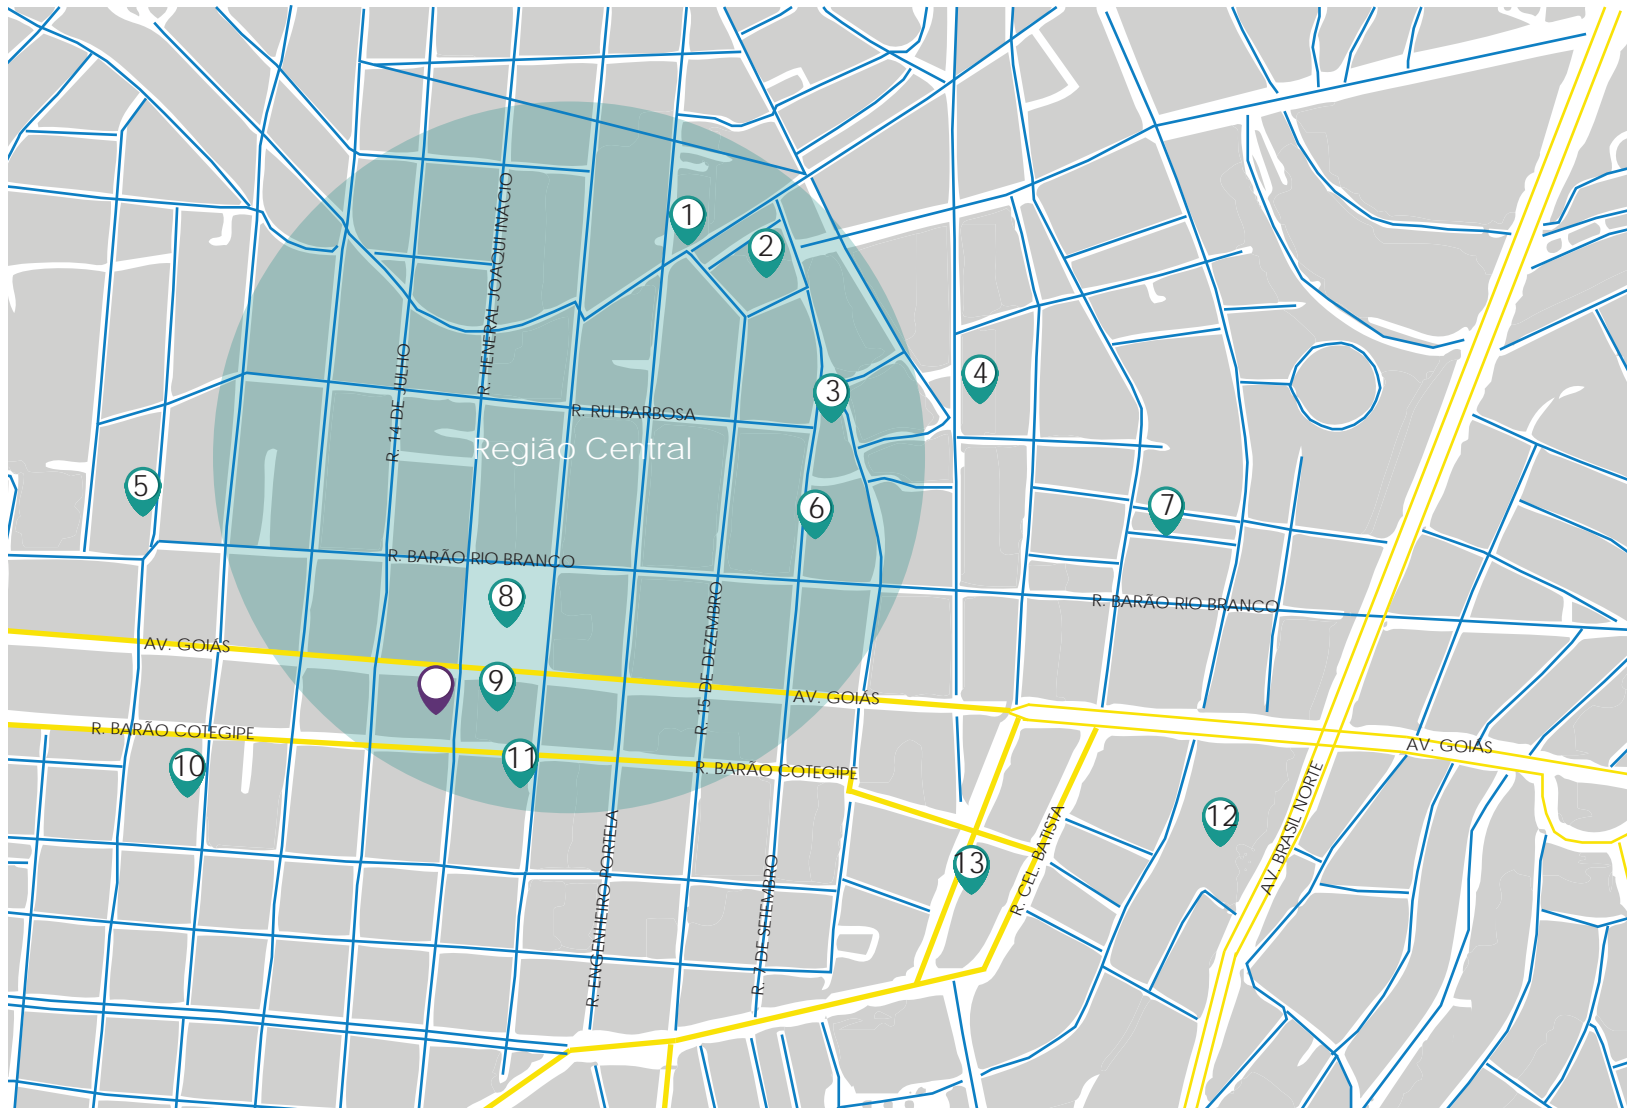 R. HENERAL JOAQUI INÁCIO
1
2
R. 14 DE JULHO
4
3
R. RUI BARBOSA
Região Central
5
6
7
R. BARÃO RIO BRANCO
8
R. BARÃO RIO BRANCO
AV. GOIÁS
R. 15 DE DEZEMBRO
9
AV. GOIÁS
R. BARÃO COTEGIPE
AV. GOIÁS
10
11
R. BARÃO COTEGIPE
AV. BRASIL NORTE
12
R. CEL. BATISTA
13
R. ENGENHEIRO PORTELA
R. 7 DE SETEMBRO